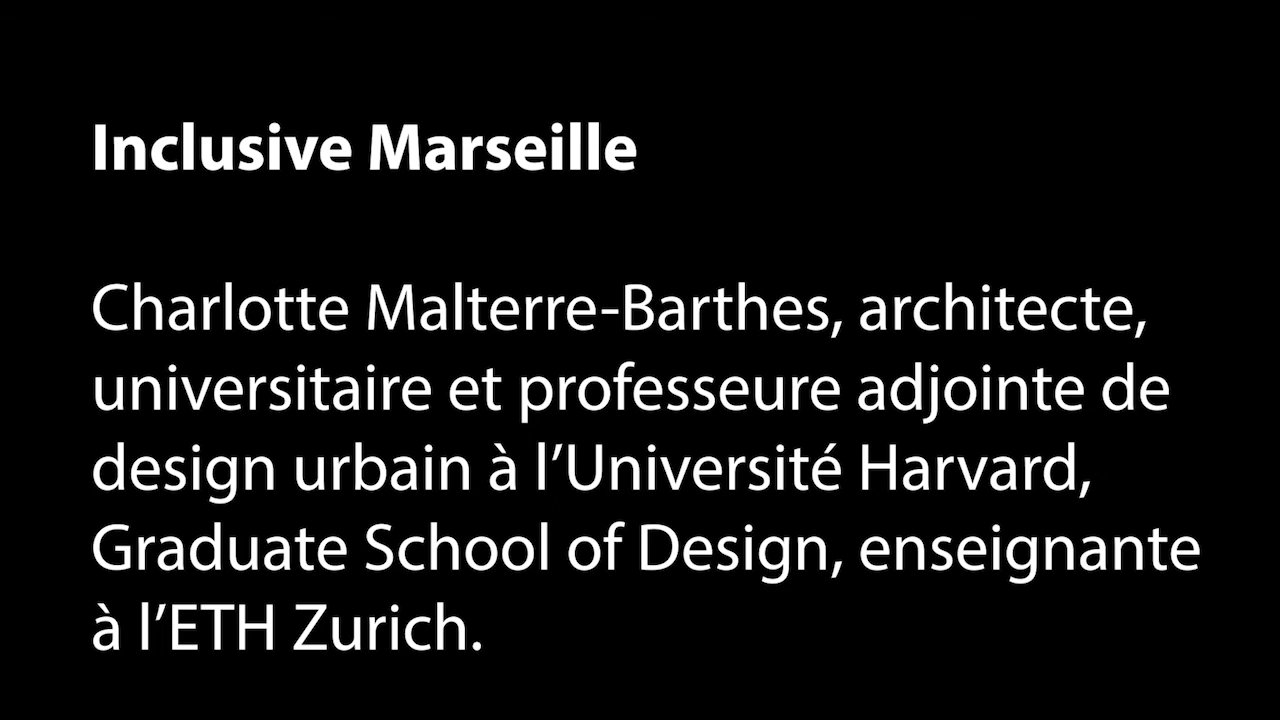 Inclusive Marseille
Charlotte Malterre-Barthes, architecte,
universitaire et professeure adjointe de
design urbain à l’Université Harvard,
Graduate School of Design, enseignante
à l’ETH Zurich.